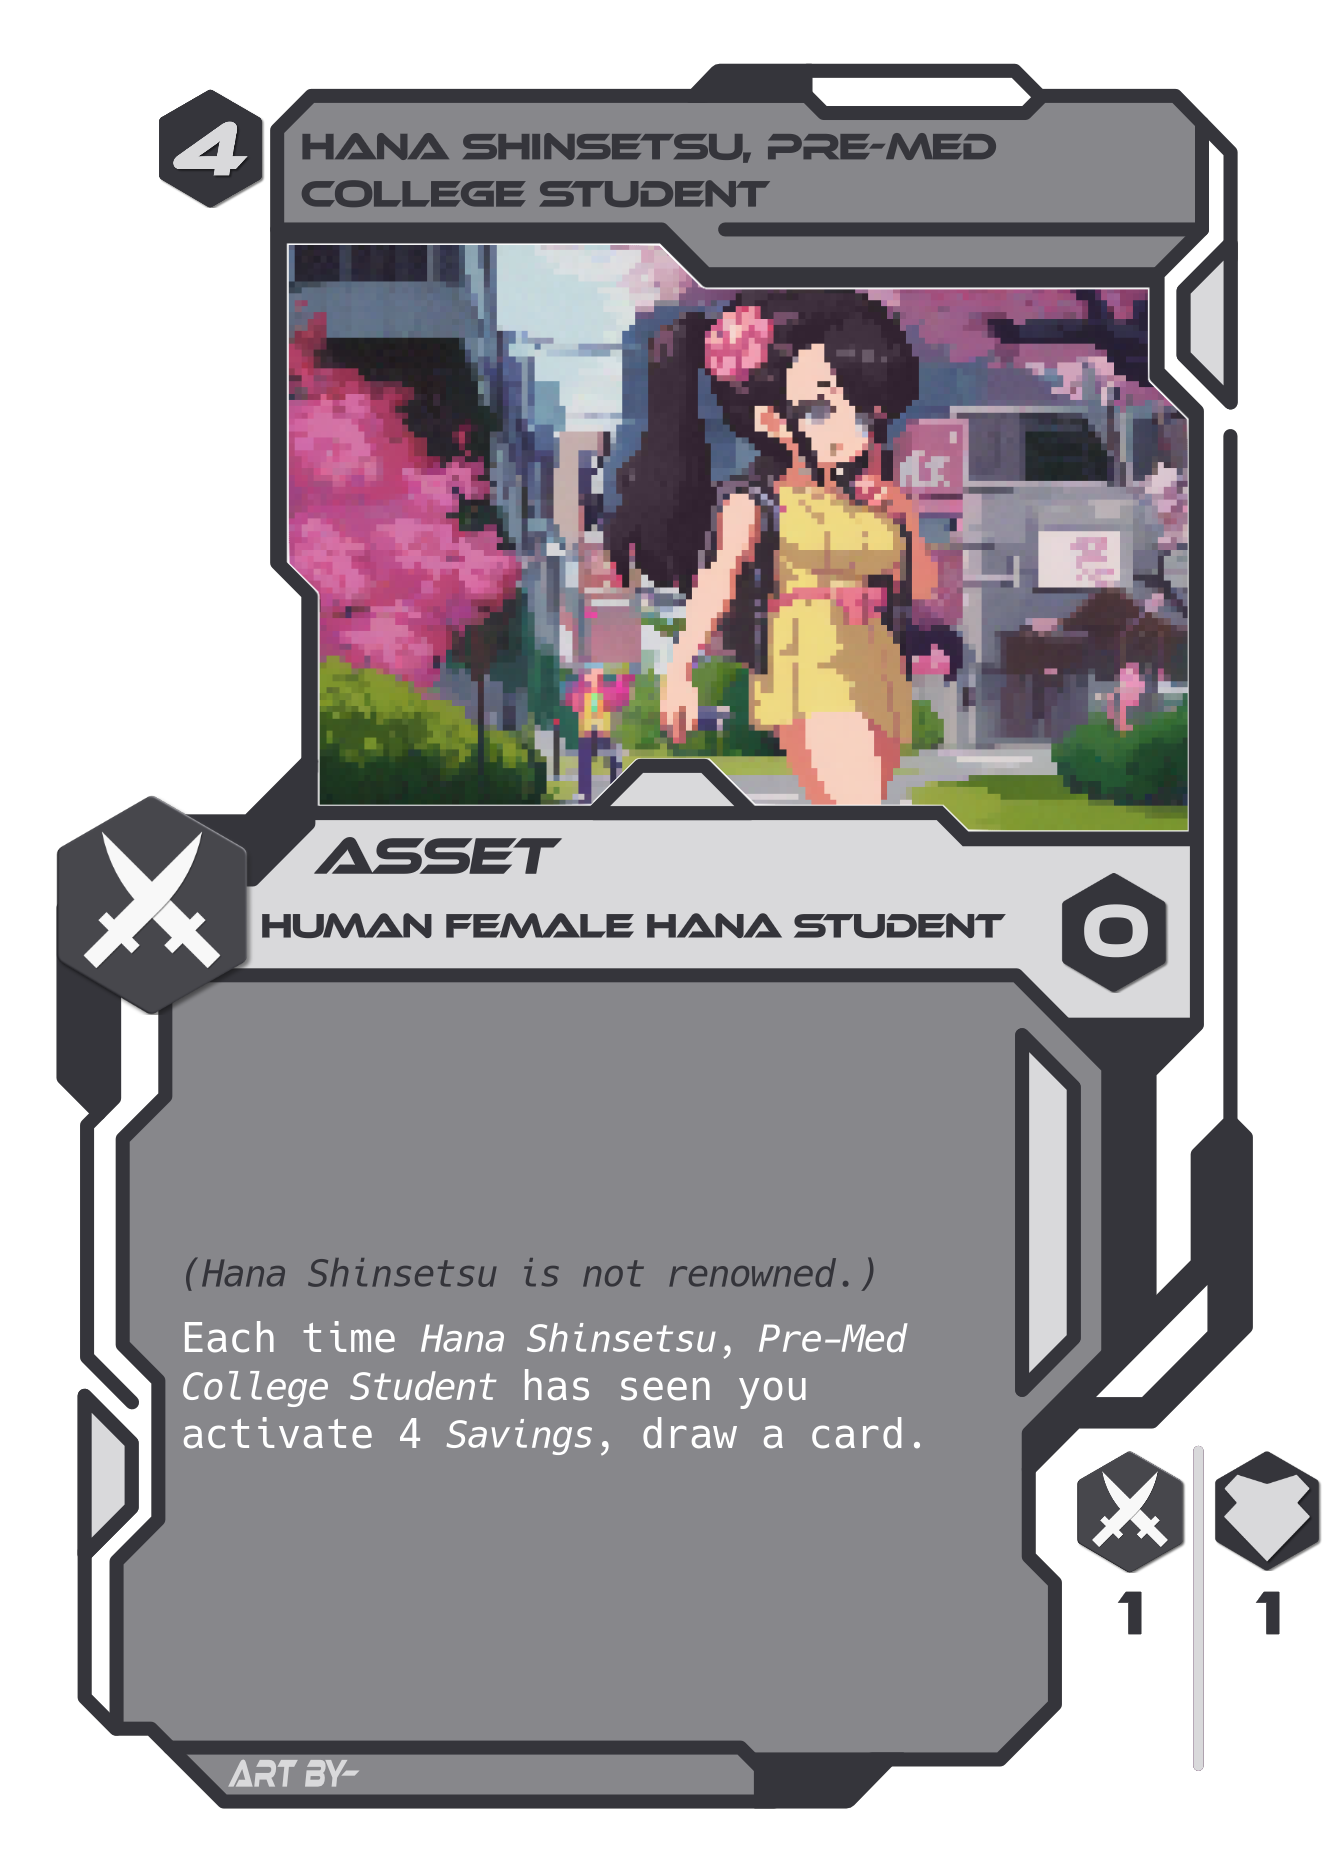 4
HANA SHINSETSU, PRE-MED
COLLEGE STUDENT
ASSET
HUMAN FEMALE HANA STUDENT
0
(Hana Shinsetsu is not renowned.)
Each time Hana Shinsetsu, Pre-Med
College Student has seen you
activate 4 Savings, draw a card.
1
1
ART BY-